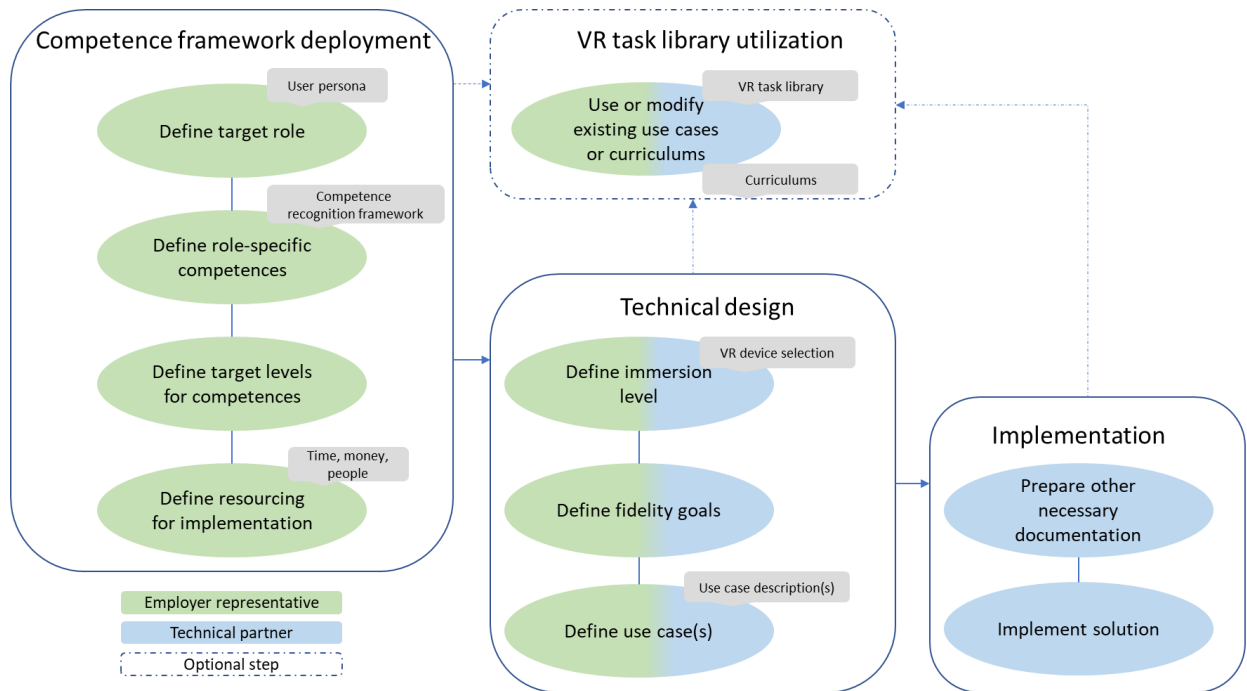 Competence framework deployment
User persona
Define target role
Competence
recognition framework
Define role-specific
competences
Define target levels
for competences
Time, money,
people
Define resourcing
for implementation
Employer representative
Technical partner
Optional step
VR task library utilization
VR task library
Use or modify
existing use cases
or curriculums
Curriculums
Technical design
VR device selection
Define immersion
level
Define fidelity goals
Use case description(s)
Define use case(s)
Implementation
Prepare other
necessary
documentation
Implement solution